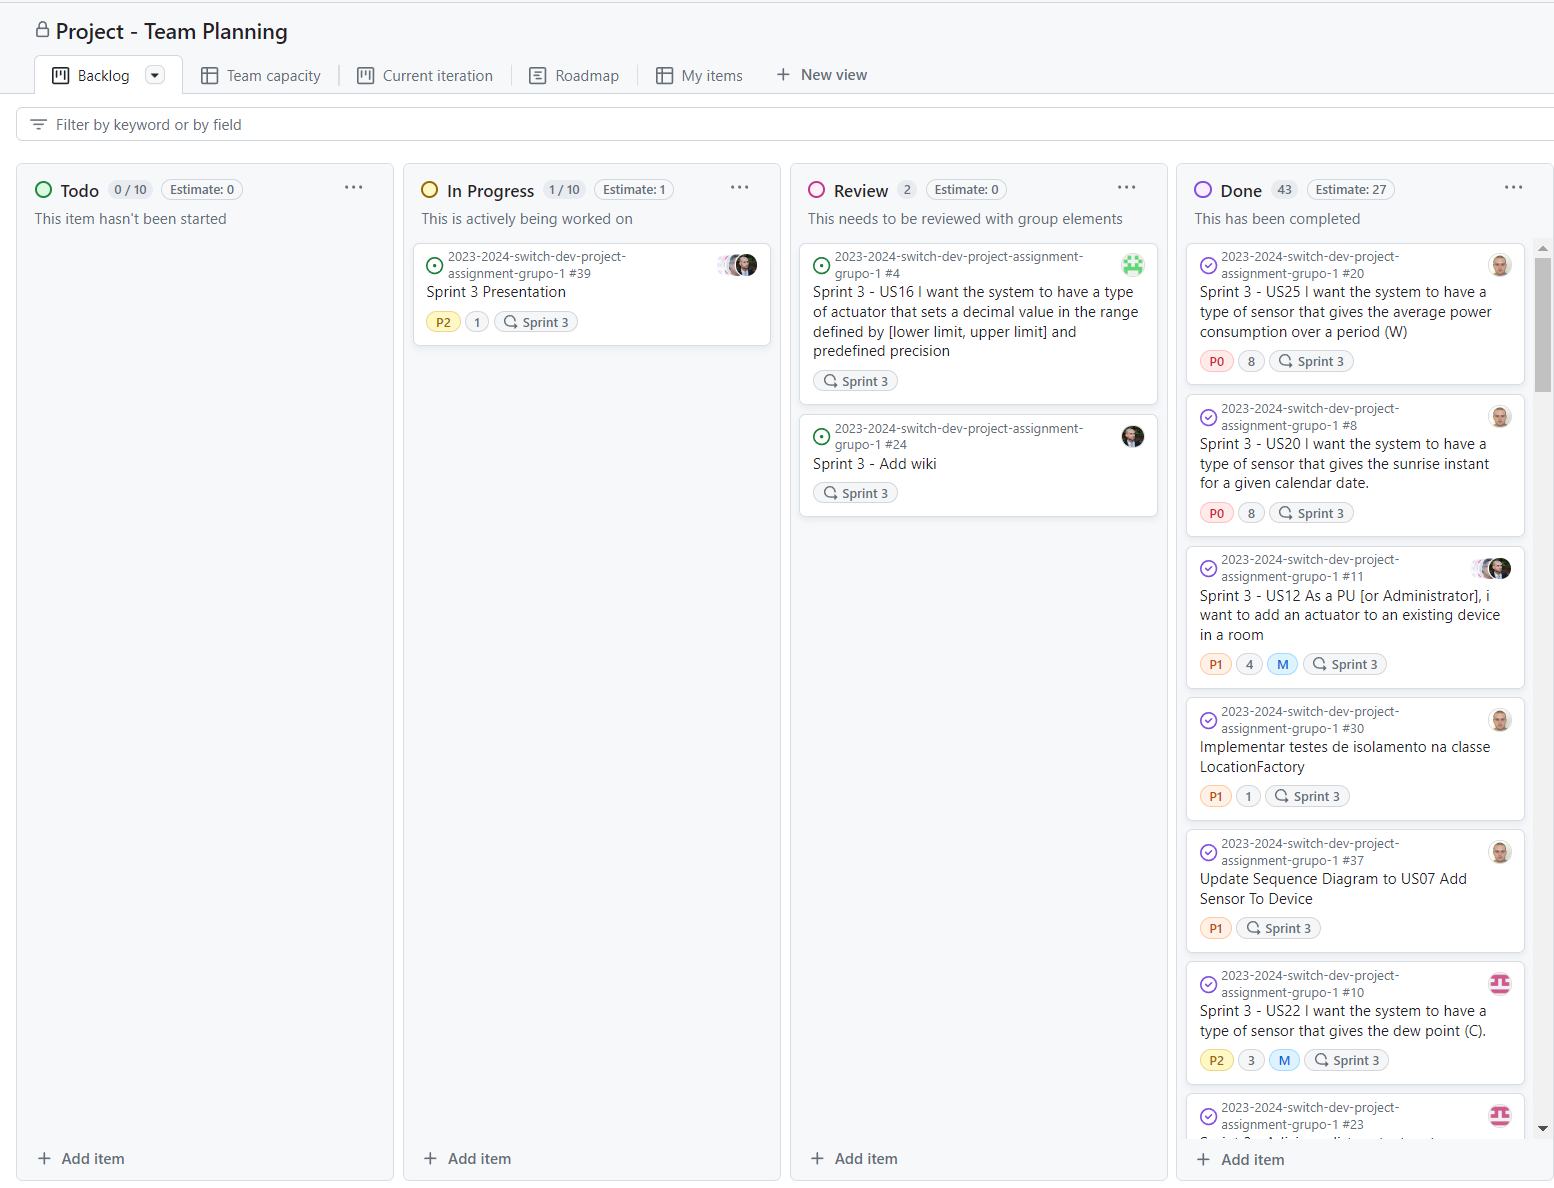 Project - Team Planning
Backlog
Team capacity
Current iteration
Roadmap
My items
New view
Filter by keyword or by field
Todo 0 / 10 Estimate: 0
This item hasn't been started
Add item
In Progress 1 / 10 Estimate: 1
This is actively being worked on
2023-2024-switch-dev-project-
assignment-grupo-1 #39
Sprint 3 Presentation
P2 1 Sprint 3
Add item
Review 2 Estimate: 0
This needs to be reviewed with group elements
2023-2024-switch-dev-project-assignment-
grupo-1 #4
Sprint 3 - US16 I want the system to have a type
of actuator that sets a decimal value in the range
defined by [lower limit, upper limit] and
predefined precision
Sprint 3
2023-2024-switch-dev-project-assignment-
grupo-1 #24
Sprint 3 - Add wiki
Sprint 3
Add item
Done 43 Estimate: 27
This has been completed
2023-2024-switch-dev-project-
assignment-grupo-1 #20
Sprint 3 - US25 I want the system to have a
type of sensor that gives the average power
consumption over a period (W)
P0 8 Sprint 3
2023-2024-switch-dev-project-
assignment-grupo-1 #8
Sprint 3 - US20 I want the system to have a
type of sensor that gives the sunrise instant
for a given calendar date.
P0 8 Sprint 3
2023-2024-switch-dev-project-
assignment-grupo-1 #11
Sprint 3 - US12 As a PU [or Administrator], i
want to add an actuator to an existing device
in a room
P1 4 M Sprint 3
2023-2024-switch-dev-project-
assignment-grupo-1 #30
Implementar testes de isolamento na classe
LocationFactory
P1 1 Sprint 3
2023-2024-switch-dev-project-
assignment-grupo-1 #37
Update Sequence Diagram to US07 Add
Sensor To Device
P1 Sprint 3
2023-2024-switch-dev-project-
assignment-grupo-1 #10
Sprint 3 - US22 I want the system to have a
type of sensor that gives the dew point (C).
P2 3 M Sprint 3
2023-2024-switch-dev-project-
assignment-grupo-1 #23
Add item